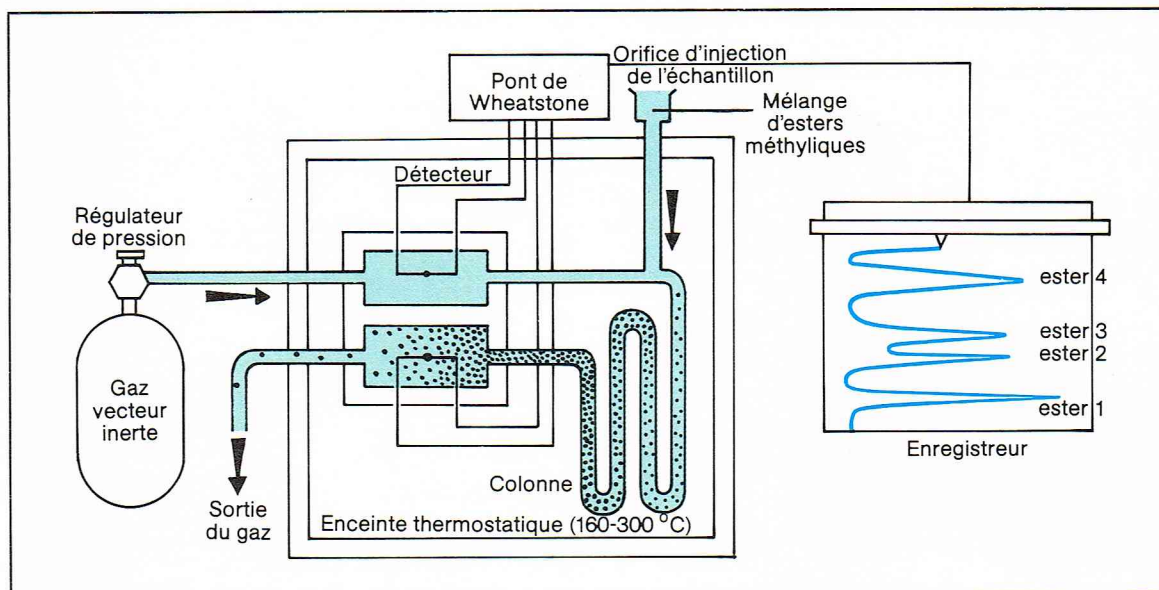 Orifice d'injection
de l'échantillon
Pont de
Wheatstone
Mélange
d'esters
méthyliques
Détecteur
Régulateur
de pression
ester 4
ester 3
ester 2
ester 1
Gaz
vecteur
inerte
Enregistreur
Colonne
Sortie
du gaz
Enceinte thermostatique (160-300 °C)